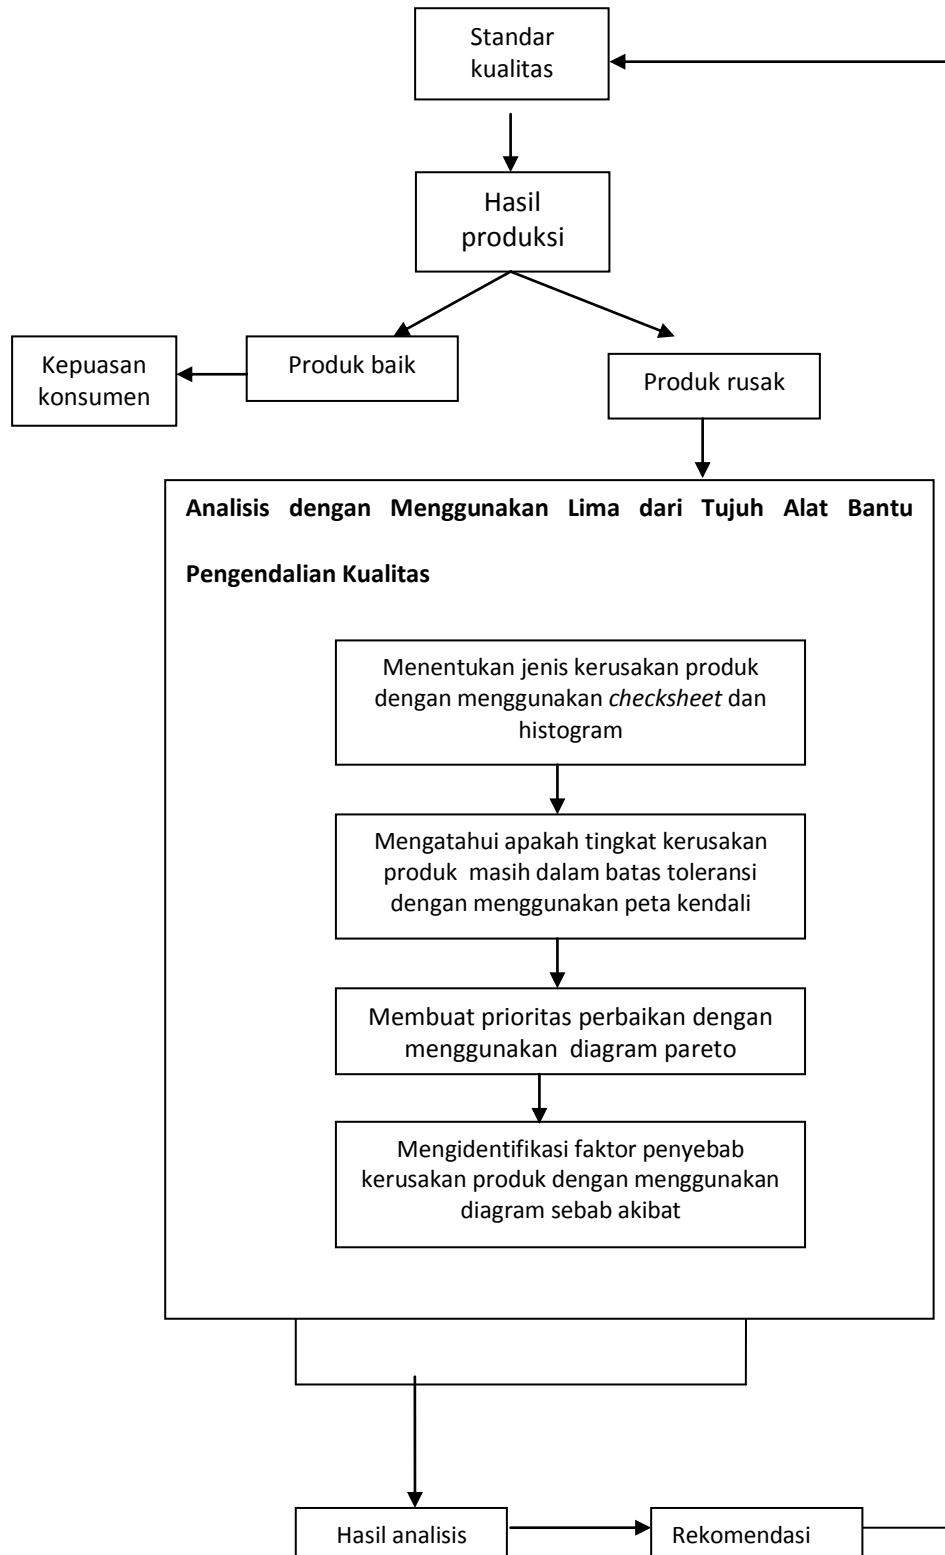 Standar
kualitas
Hasil
produksi
Kepuasan
konsumen
Produk baik
Produk rusak
Analisis dengan Menggunakan Lima dari Tujuh Alat Bantu
Pengendalian Kualitas
Menentukan jenis kerusakan produk
dengan menggunakan checksheet dan
histogram
Mengatahui apakah tingkat kerusakan
produk masih dalam batas toleransi
dengan menggunakan peta kendali
Membuat prioritas perbaikan dengan
menggunakan diagram pareto
Mengidentifikasi faktor penyebab
kerusakan produk dengan menggunakan
diagram sebab akibat
Hasil analisis
Rekomendasi